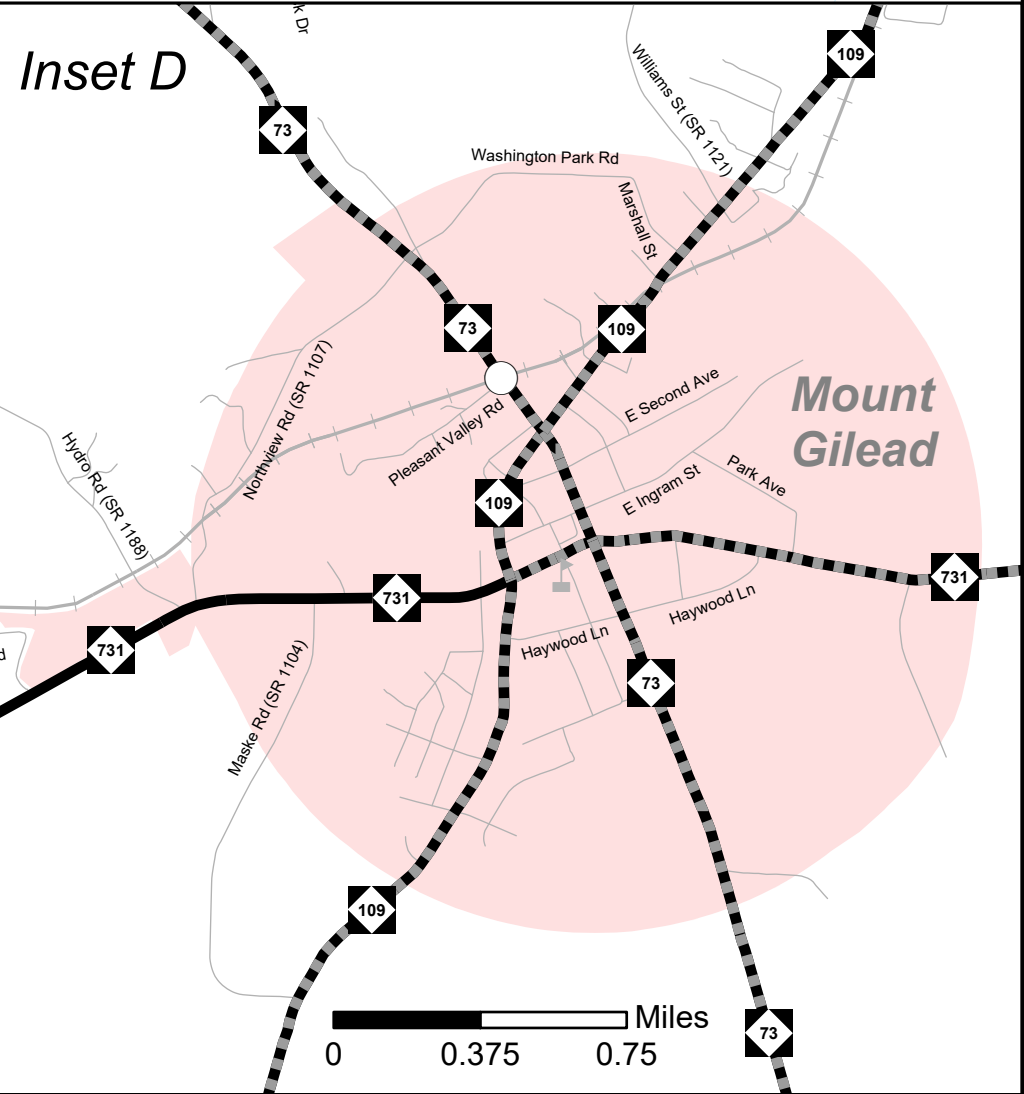 k Dr
Inset D
109
Williams St (SR 1121)
73
Washington Park Rd
Marshall St
73
109
Northview Rd (SR 1107)
E Second Ave
Mount
Gilead
Pleasant Valley Rd
Hydro Rd (SR 1188)
Park Ave
E Ingram St
109
731
731
Haywood Ln
Haywood Ln
731
d
Maske Rd (SR 1104)
73
109
Miles
0 0.375 0.75
73